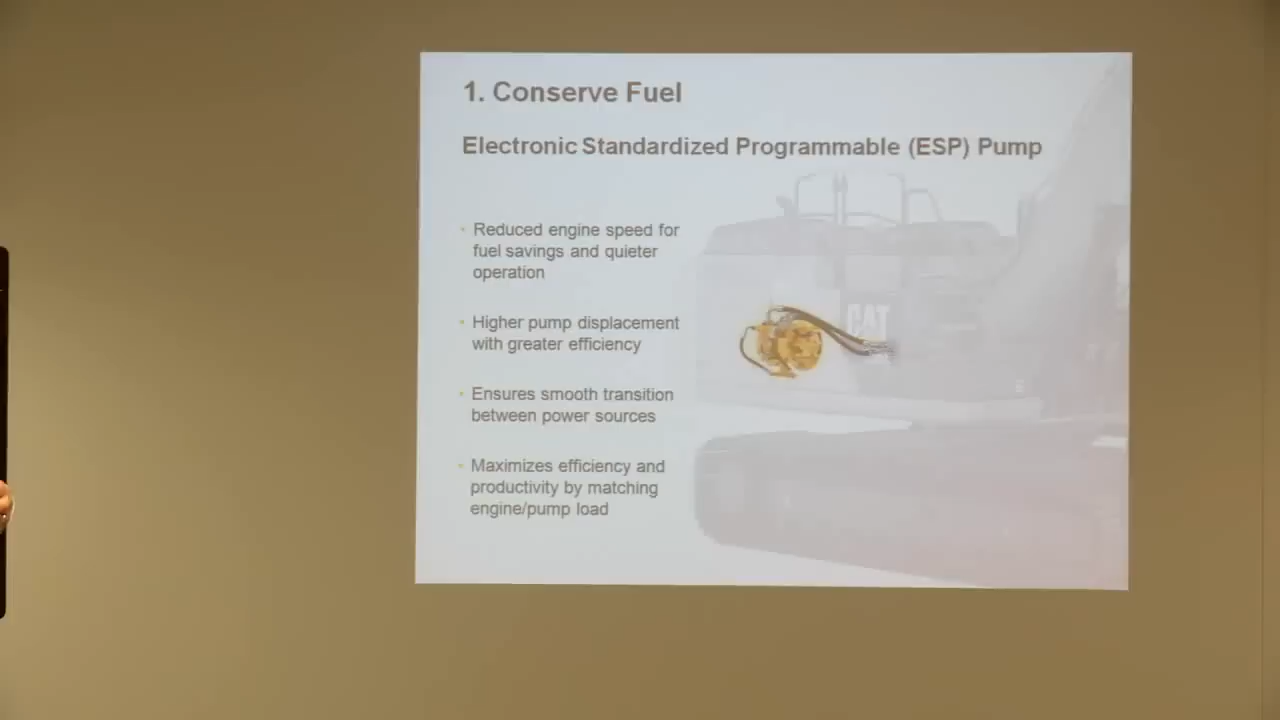 1. Conserve Fuel
Electronic Standardized Programmable (ESP) Pump
Reduced engine speed for
fuel savings and quieter
operation
Higher pump displacement
with greater efficiency
CAT
Ensures smooth transition
between power sources
Maximizes efficiency and
productivity by matching
engine/pump load